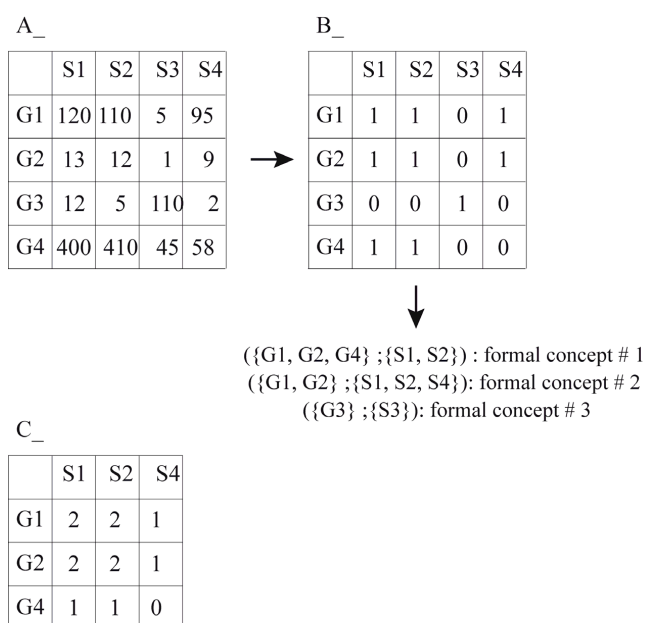 A_
S1 S2 S3 S4
G1 120 110 5 95
G2 13 12 1 9
G3 12 5 110 2
G4 400 410 45 58
B_
S1 S2 S3 S4
G1 1 1 0 1
G2 1 1 0 1
G3 0 0 1 0
G4 1 1 0 0
({G1, G2, G4} ;{S1, S2}) : formal concept # 1
({G1, G2} ;{S1, S2, S4}): formal concept # 2
({G3} ;{S3}): formal concept # 3
C_
S1 S2 S4
G1 2 2 1
G2 2 2 1
G4 1 1 0